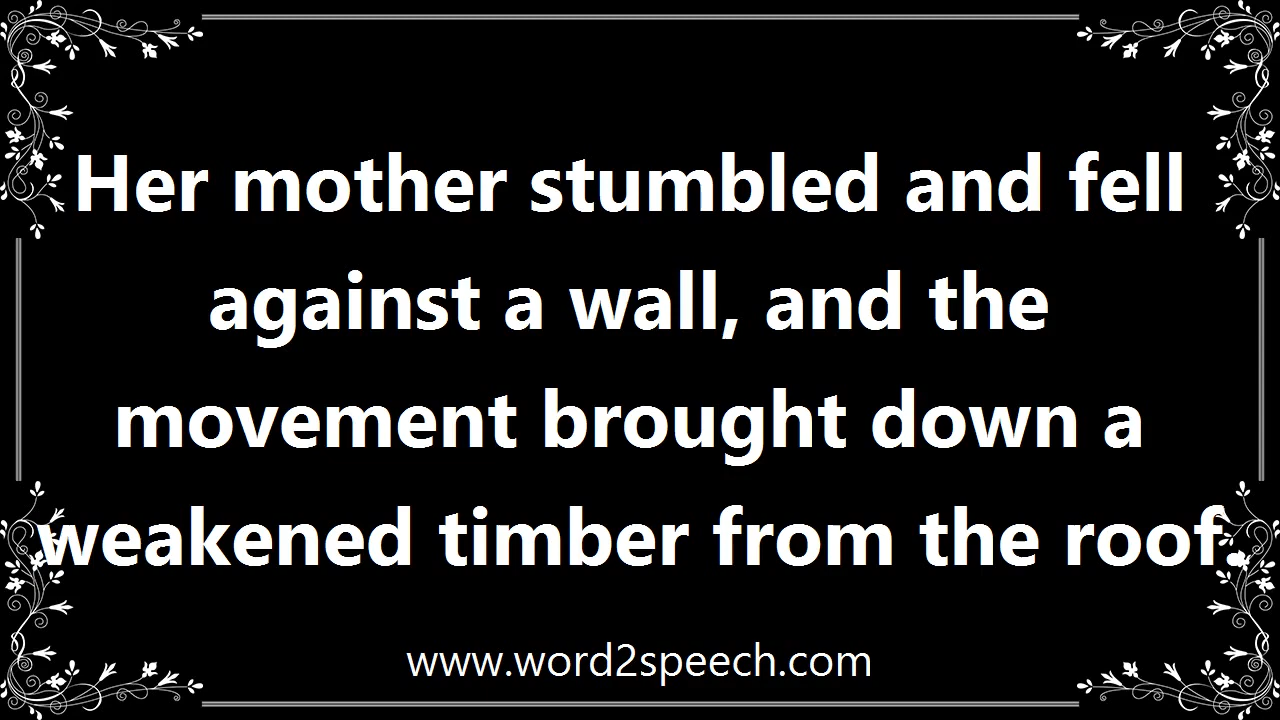 Her mother stumbled and fell
against a wall, and the
movement brought down a
weakened timber from the roof.
www.word2speech.com